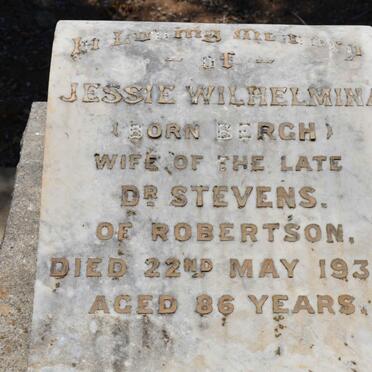 In Loving Memory
– of –
JESSIE WILHELMINA
(BORN BERGH)
WIFE OF THE LATE
DR STEVENS.
OF ROBERTSON.
DIED 22ND MAY 193
AGED 86 YEARS.